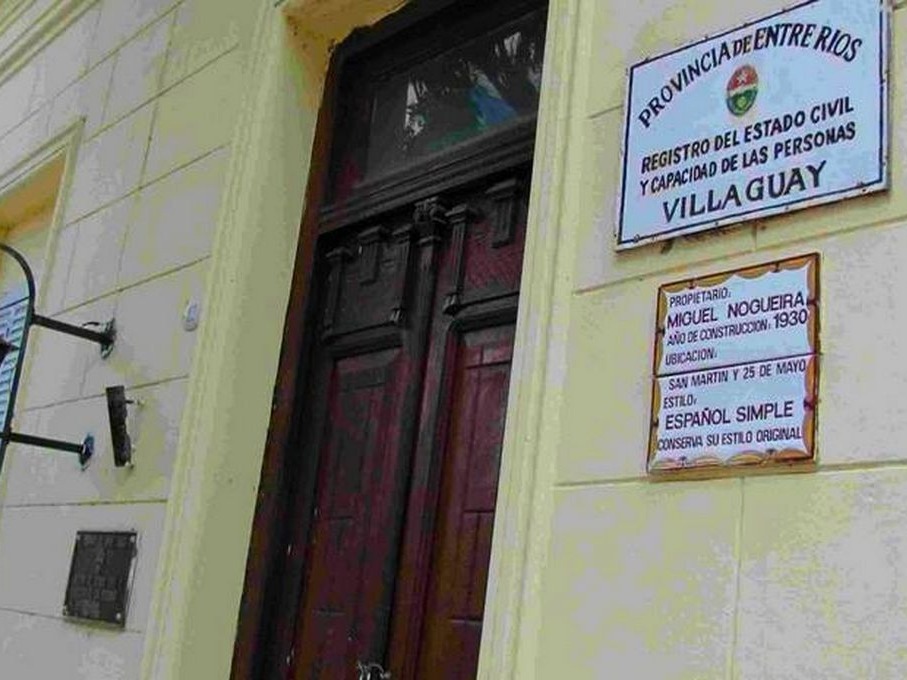 PROVINCIA DE ENTRE RIOS
REGISTRO DEL ESTADO CIVIL
Y CAPACIDAD DE LAS PERSONAS
VILLAGUAY
PROPIETARIO:
MIGUEL NOGUEIRA
AÑO DE CONSTRUCCION: 1930
UBICACION:
SAN MARTIN Y 25 DE MAYO
ESTILO:
ESPAÑOL SIMPLE
CONSERVA SU ESTILO ORIGINAL